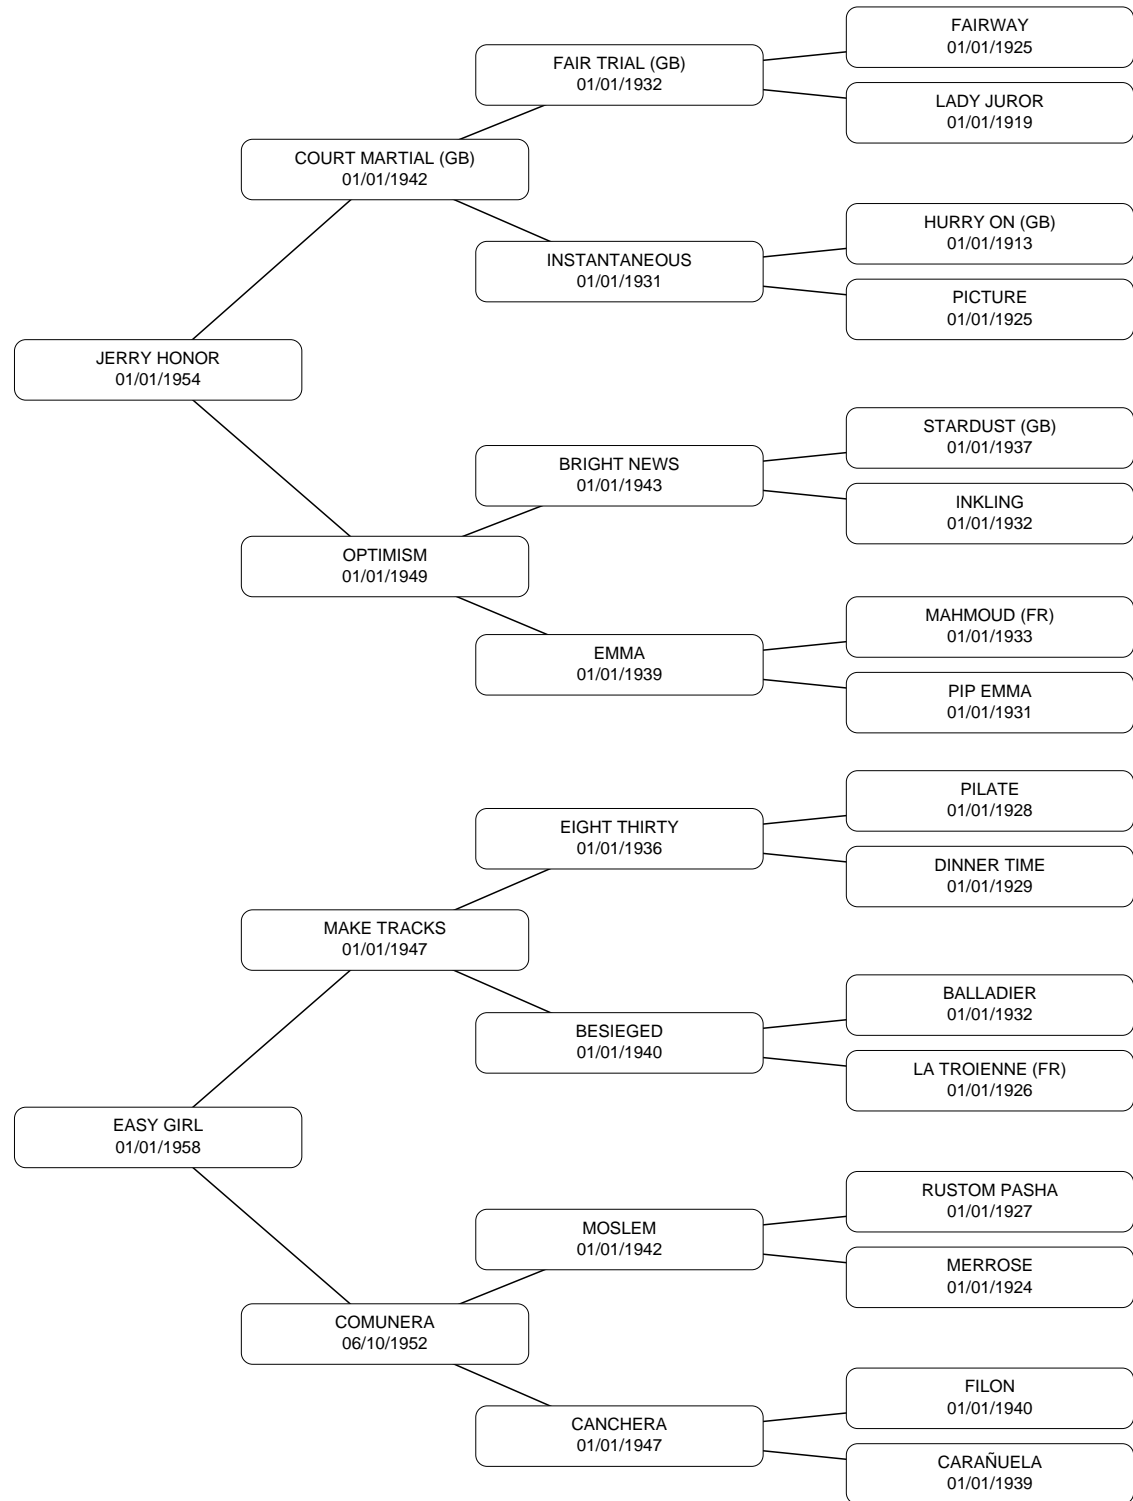 FAIRWAY
01/01/1925
FAIR TRIAL (GB)
01/01/1932
LADY JUROR
01/01/1919
COURT MARTIAL (GB)
01/01/1942
HURRY ON (GB)
01/01/1913
INSTANTANEOUS
01/01/1931
PICTURE
01/01/1925
JERRY HONOR
01/01/1954
STARDUST (GB)
01/01/1937
BRIGHT NEWS
01/01/1943
INKLING
01/01/1932
OPTIMISM
01/01/1949
MAHMOUD (FR)
01/01/1933
EMMA
01/01/1939
PIP EMMA
01/01/1931
PILATE
01/01/1928
EIGHT THIRTY
01/01/1936
DINNER TIME
01/01/1929
MAKE TRACKS
01/01/1947
BALLADIER
01/01/1932
BESIEGED
01/01/1940
LA TROIENNE (FR)
01/01/1926
EASY GIRL
01/01/1958
RUSTOM PASHA
01/01/1927
MOSLEM
01/01/1942
MERROSE
01/01/1924
COMUNERA
06/10/1952
FILON
01/01/1940
CANCHERA
01/01/1947
CARAÑUELA
01/01/1939